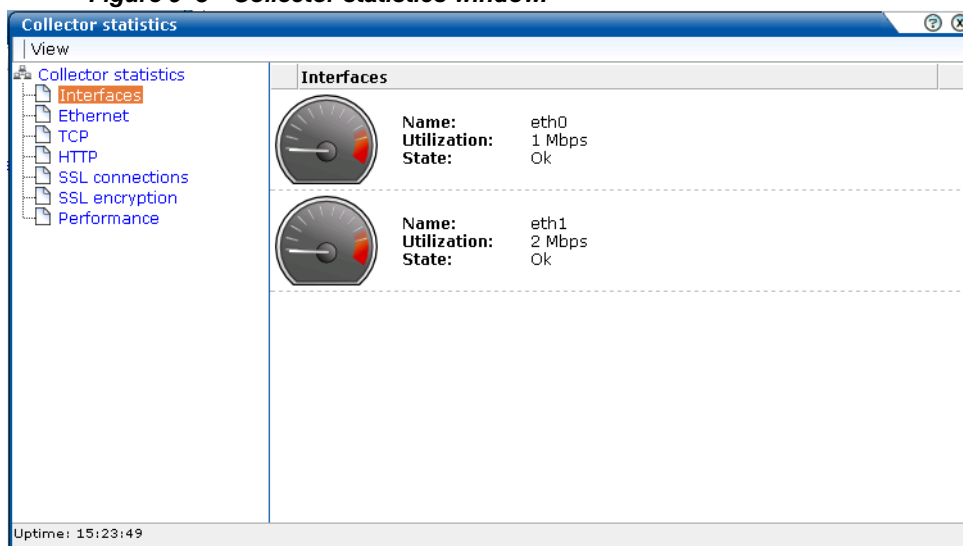 Collector statistics
View
Collector statistics
Interfaces
Ethernet
TCP
HTTP
SSL connections
SSL encryption
Performance
Interfaces
Name: eth0
Utilization: 1 Mbps
State: Ok
Name: eth1
Utilization: 2 Mbps
State: Ok
Uptime: 15:23:49